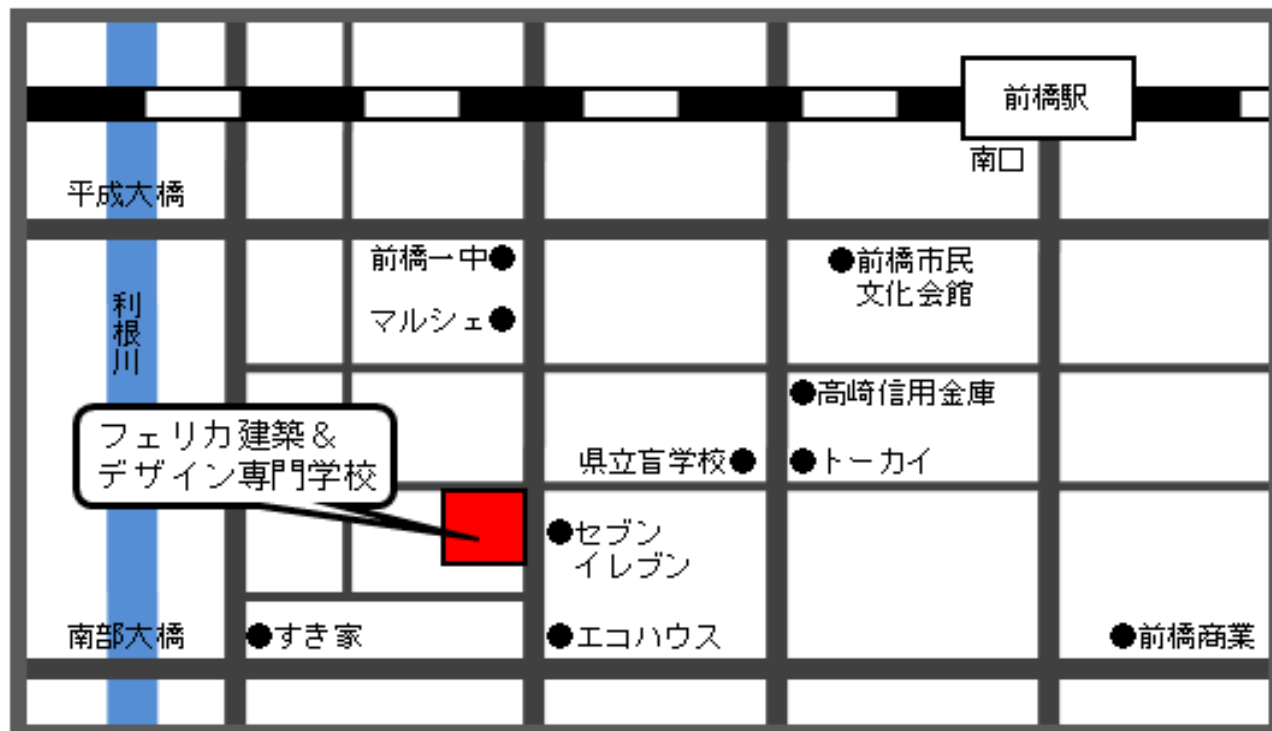 前橋駅
南口
平成大橋
前橋一中
前橋市民
文化会館
マルシェ
利根川
高崎信用金庫
フェリカ建築&
デザイン専門学校
県立盲学校
トーカイ
セブン
イレブン
南部大橋
すき家
エコハウス
前橋商業